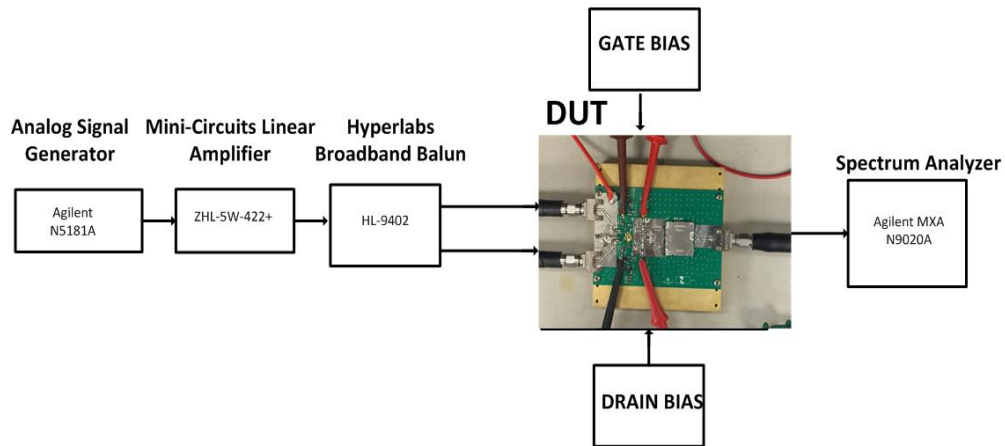 GATE BIAS
DUT
Analog Signal
Generator
Mini-Circuits Linear
Amplifier
Hyperlabs
Broadband Balun
Spectrum Analyzer
Agilent
N5181A
ZHL-5W-422+
HL-9402
Agilent MXA
N9020A
DRAIN BIAS